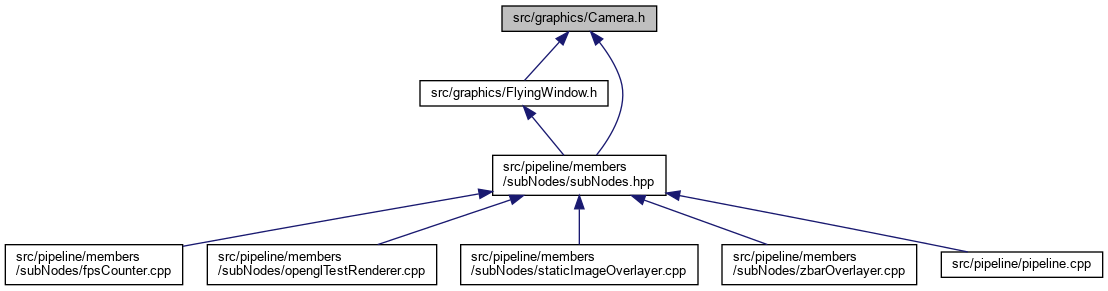 src/graphics/Camera.h
src/graphics/FlyingWindow.h
src/pipeline/members
/subNodes/subNodes.hpp
src/pipeline/members
/subNodes/fpsCounter.cpp
src/pipeline/members
/subNodes/openglTestRenderer.cpp
src/pipeline/members
/subNodes/staticImageOverlayer.cpp
src/pipeline/members
/subNodes/zbarOverlayer.cpp
src/pipeline/pipeline.cpp